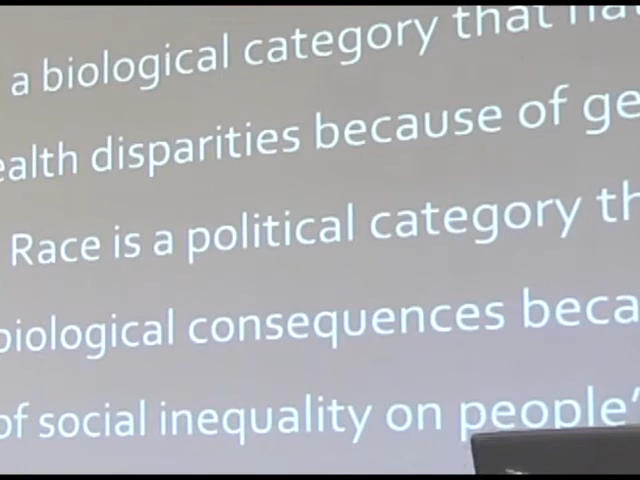 a biological category that
ealth disparities because of ge
Race is a political category th
biological consequences beca
of social inequality on people'